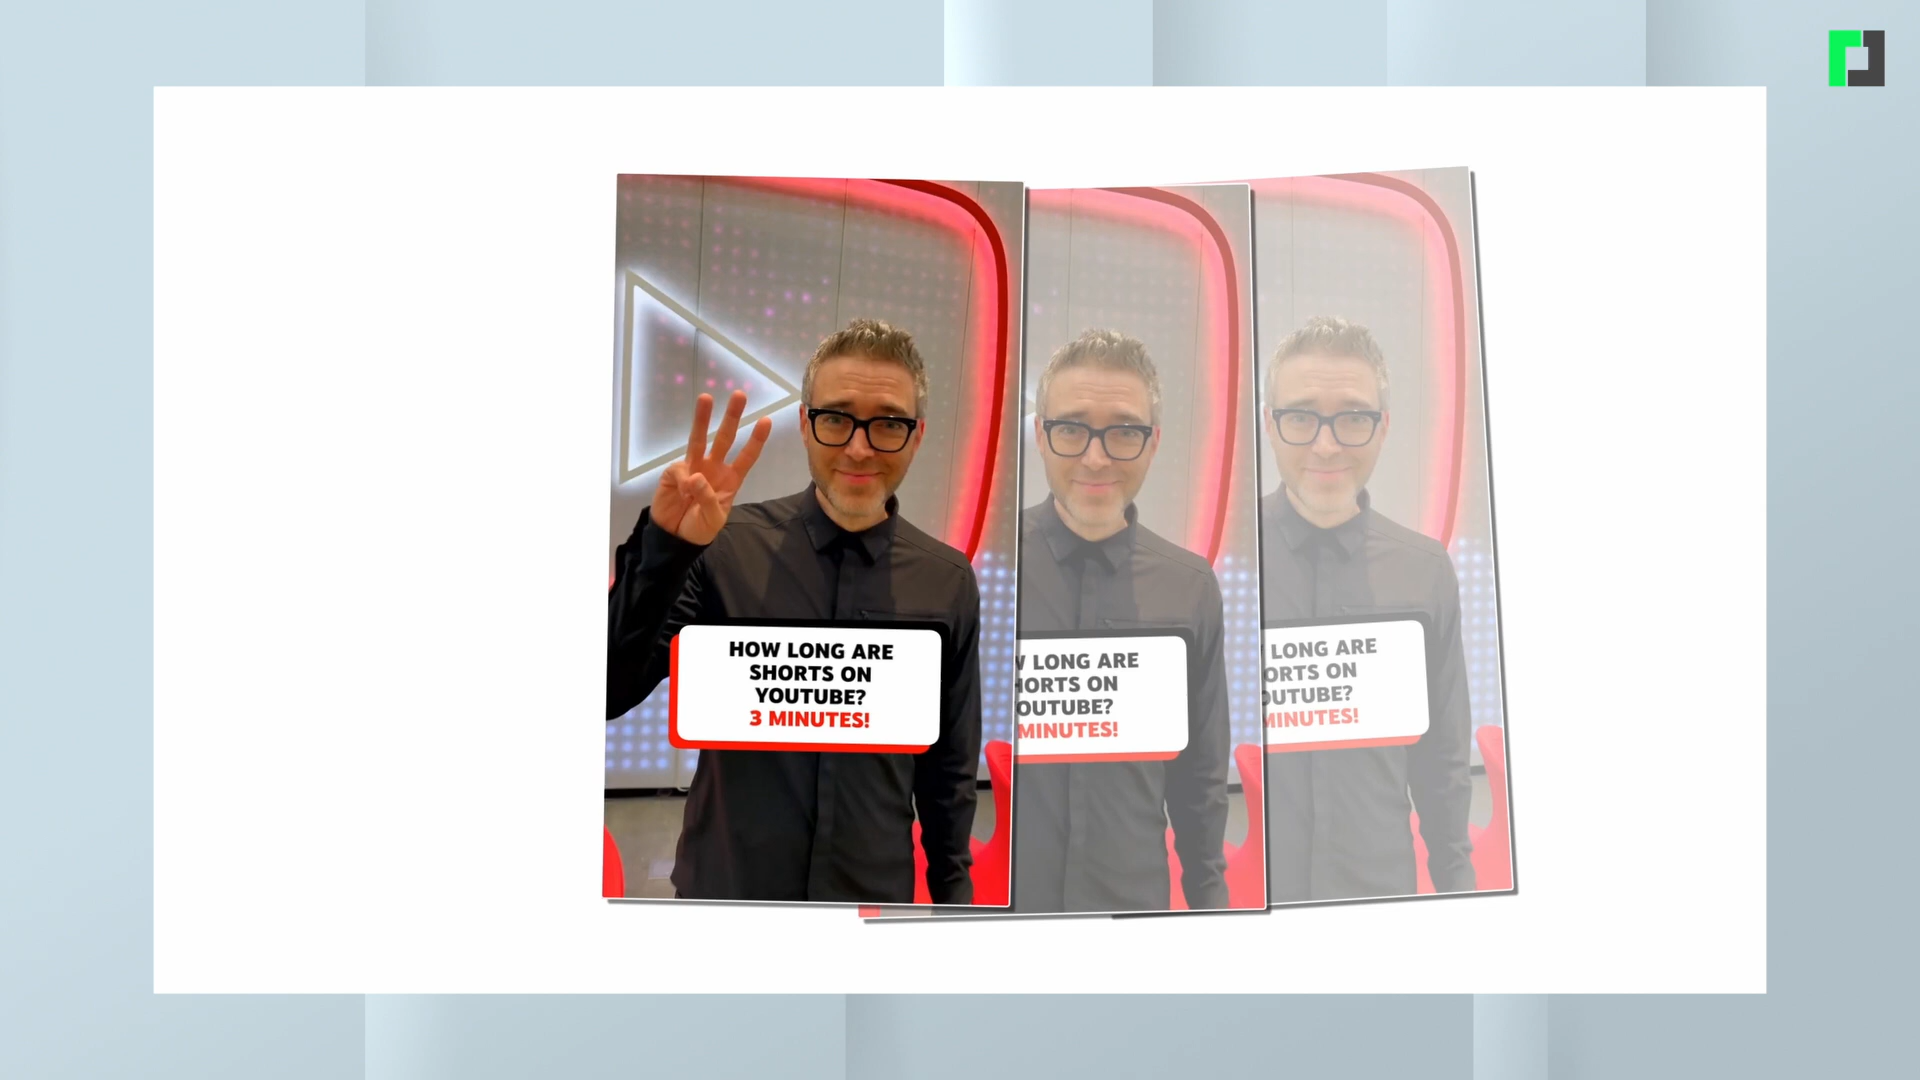 HOW LONG ARE
SHORTS ON
YOUTUBE?
3 MINUTES!
W LONG ARE
HORTS ON
OUTUBE?
MINUTES!
LONG ARE
ORTS ON
OUTUBE?
MINUTES!